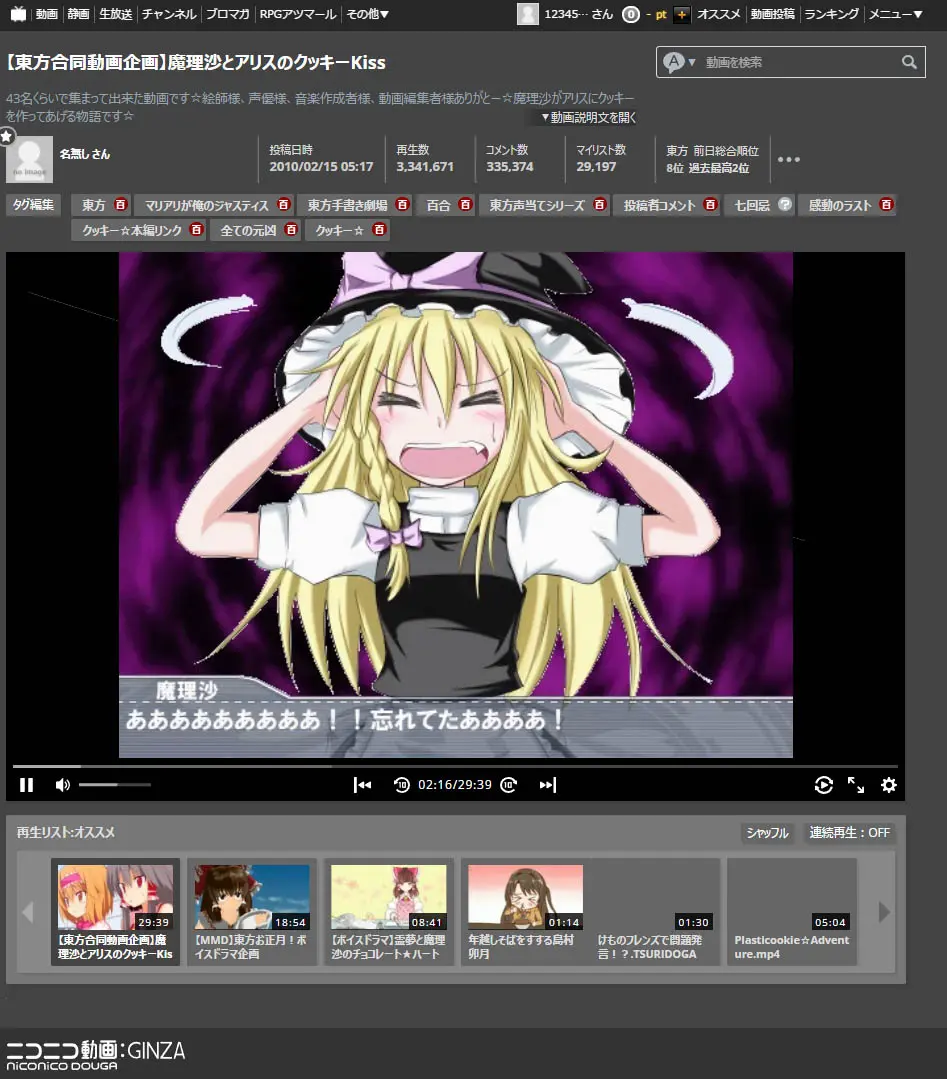 動画 静画 生放送 チャンネル ブロマガ RPGアツマール その他▼ 12345… さん 0 - pt + オススメ 動画投稿 ランキング メニュー▼
【東方合同動画企画】魔理沙とアリスのクッキーKiss
A▼ 動画を検索
43名くらいで集まって出来た動画です☆絵師様、声優様、音楽作成者様、動画編集者様ありがとー☆魔理沙がアリスにクッキー
を作ってあげる物語です☆
▼動画説明文を開く
no image
名無し さん
投稿日時
2010/02/15 05:17
再生数
3,341,671
コメント数
335,374
マイリスト数
29,197
東方 前日総合順位
8位 過去最高2位
タグ編集
東方 百 マリアリが俺のジャスティス 百 東方手書き劇場 百 百合 百 東方声当てシリーズ 百 投稿者コメント 百 七回忌 ? 感動のラスト 百
クッキー☆本編リンク 百 全ての元凶 百 クッキー☆ 百
魔理沙
あああああああああ！！忘れてたああああ！
10 02:16/29:39 10
再生リスト:オススメ
シャッフル 連続再生：OFF
29:39
【東方合同動画企画】魔
理沙とアリスのクッキーKis
18:54
【MMD】東方お正月！ボ
イスドラマ企画
08:41
【ボイスドラマ】霊夢と魔理
沙のチョコレート★ハート
01:14
年越しそばをすする島村
卯月
01:30
けものフレンズで問題発
言！？.TSURIDOGA
05:04
Plasticookie☆Advent
ure.mp4
ニコニコ動画:GINZA
NICONICO DOUGA